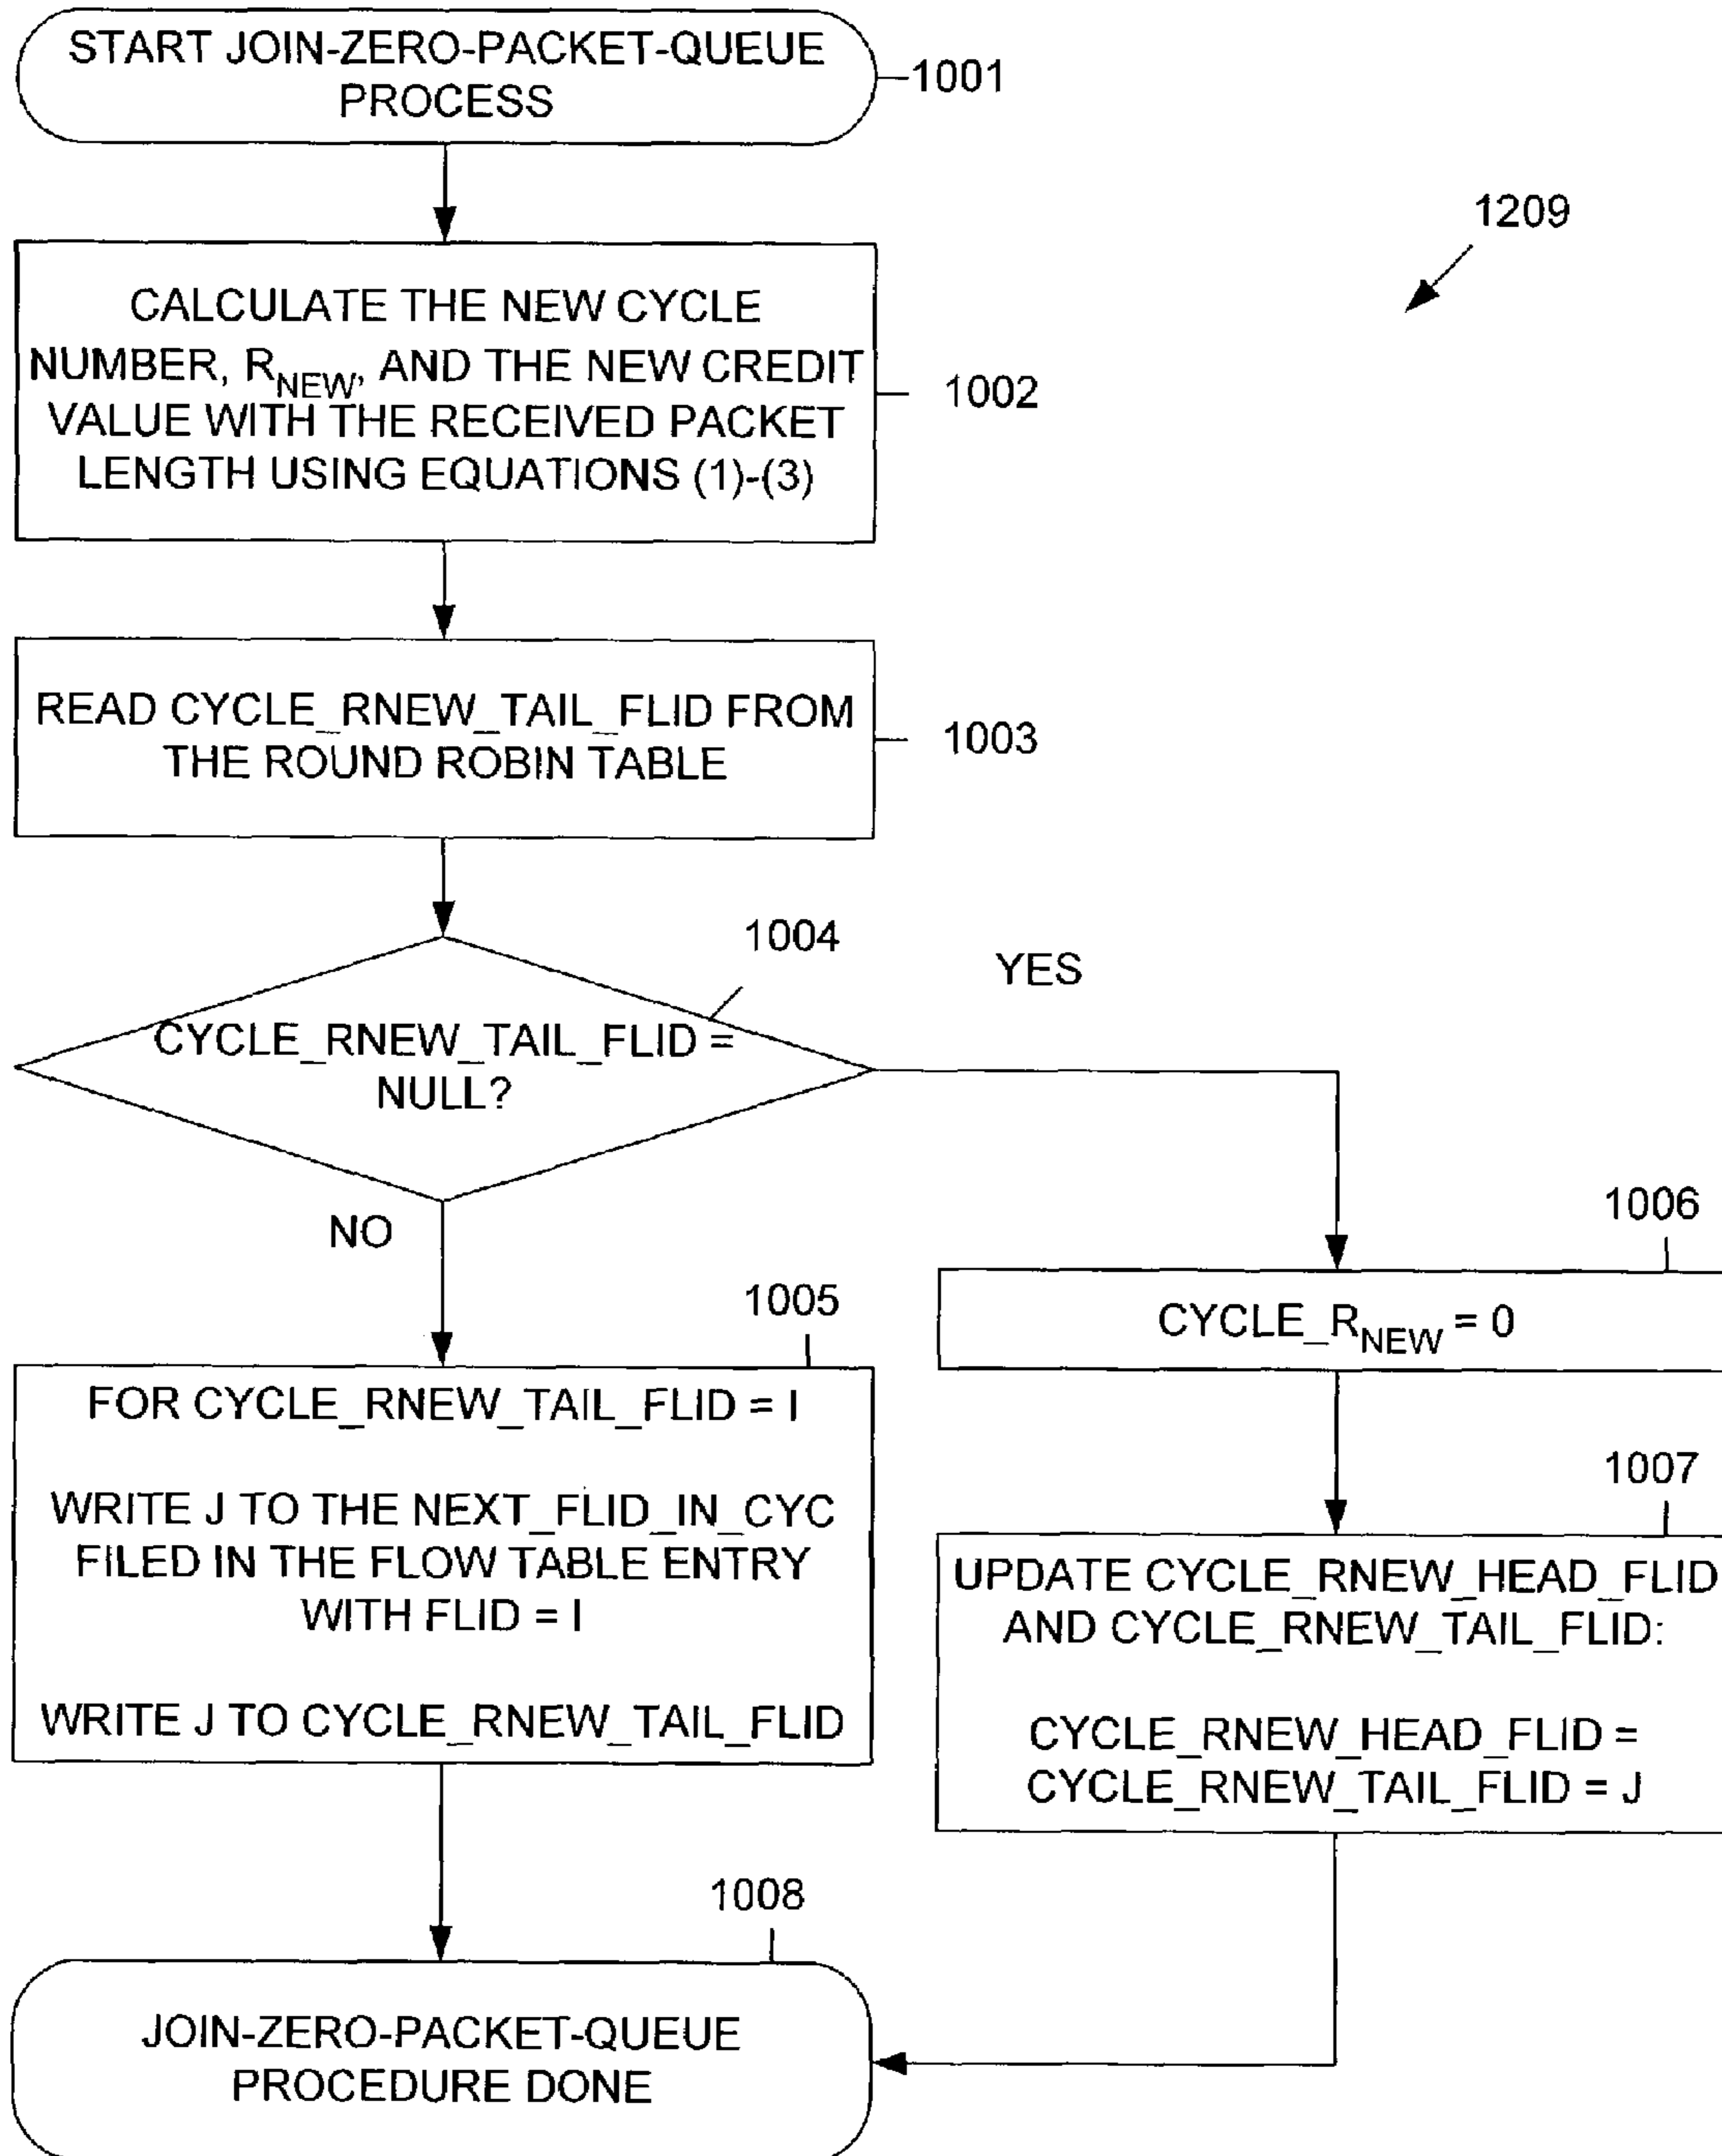 START JOIN-ZERO-PACKET-QUEUE
PROCESS
1001
1209
CALCULATE THE NEW CYCLE
NUMBER, R_NEW, AND THE NEW CREDIT
VALUE WITH THE RECEIVED PACKET
LENGTH USING EQUATIONS (1)-(3)
1002
READ CYCLE_RNEW_TAIL_FLID FROM
THE ROUND ROBIN TABLE
1003
1004
CYCLE_RNEW_TAIL_FLID =
NULL?
YES
NO
1005
FOR CYCLE_RNEW_TAIL_FLID = I
WRITE J TO THE NEXT_FLID_IN_CYC
FILED IN THE FLOW TABLE ENTRY
WITH FLID = I
WRITE J TO CYCLE_RNEW_TAIL_FLID
1006
CYCLE_R_NEW = 0
1007
UPDATE CYCLE_RNEW_HEAD_FLID
AND CYCLE_RNEW_TAIL_FLID:
CYCLE_RNEW_HEAD_FLID =
CYCLE_RNEW_TAIL_FLID = J
1008
JOIN-ZERO-PACKET-QUEUE
PROCEDURE DONE